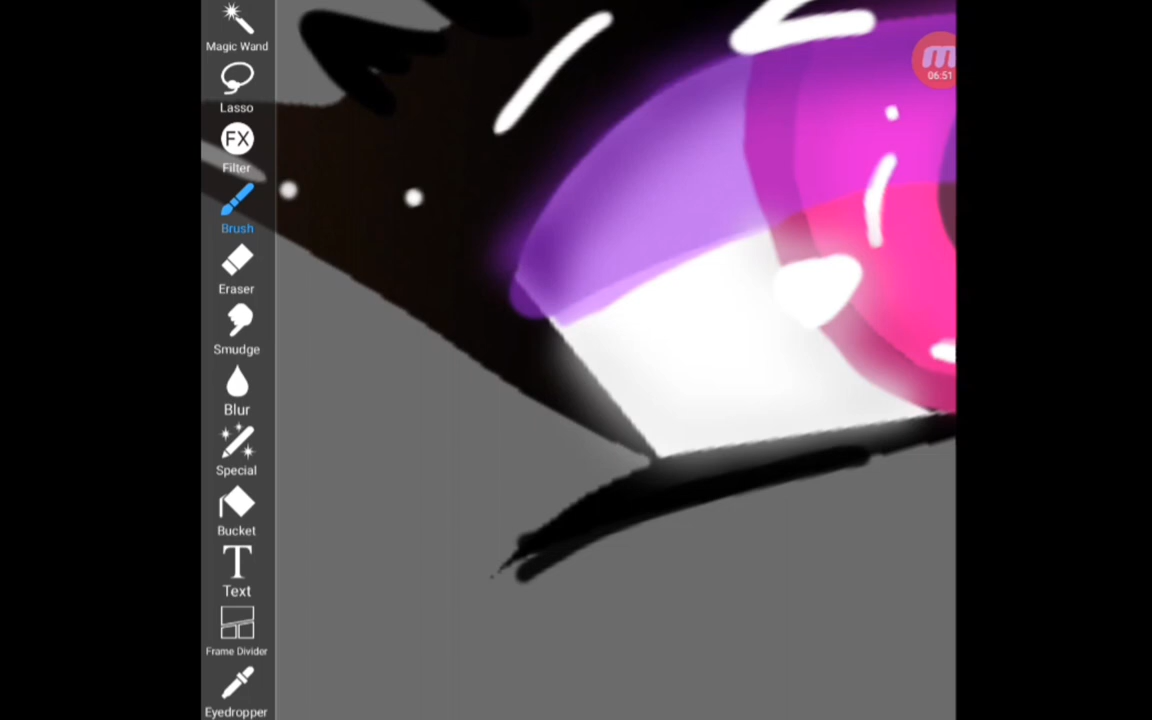 Magic Wand
Lasso
FX
Filter
Brush
Eraser
Smudge
Blur
Special
Bucket
T
Text
Frame Divider
Eyedropper
06:51